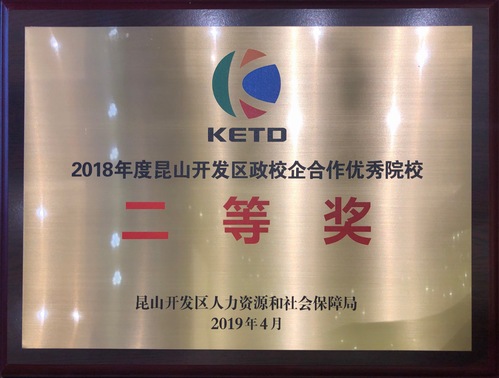 KETD
2018年度昆山开发区政校企合作优秀院校
二等奖
昆山开发区人力资源和社会保障局
2019年4月